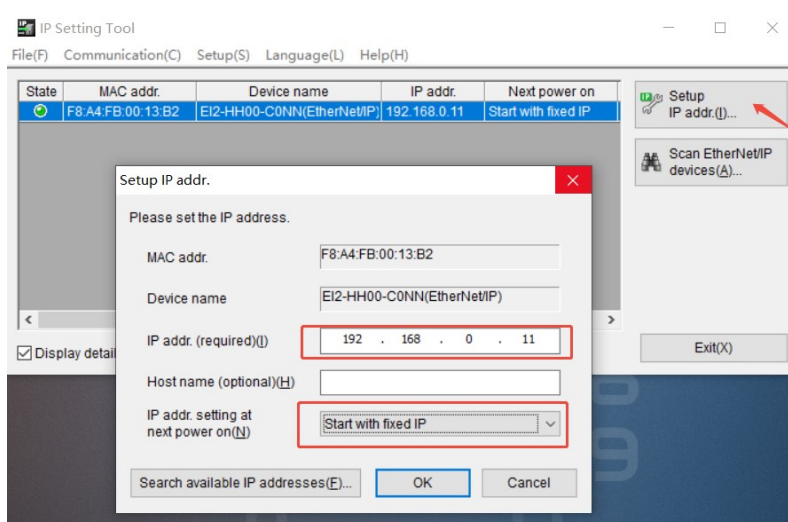 IP Setting Tool
File(F) Communication(C) Setup(S) Language(L) Help(H)
State MAC addr. Device name IP addr. Next power on
F8:A4:FB:00:13:B2 EI2-HH00-C0NN(EtherNet/IP) 192.168.0.11 Start with fixed IP
Setup
IP addr.(I)...
Scan EtherNet/IP
devices(A)...
Setup IP addr.
Please set the IP address.
MAC addr. F8:A4:FB:00:13:B2
Device name EI2-HH00-C0NN(EtherNet/IP)
IP addr. (required)(I) 192 . 168 . 0 . 11
Host name (optional)(H)
IP addr. setting at
next power on(N)
Start with fixed IP
Search available IP addresses(F)... OK Cancel
Display detail
Exit(X)